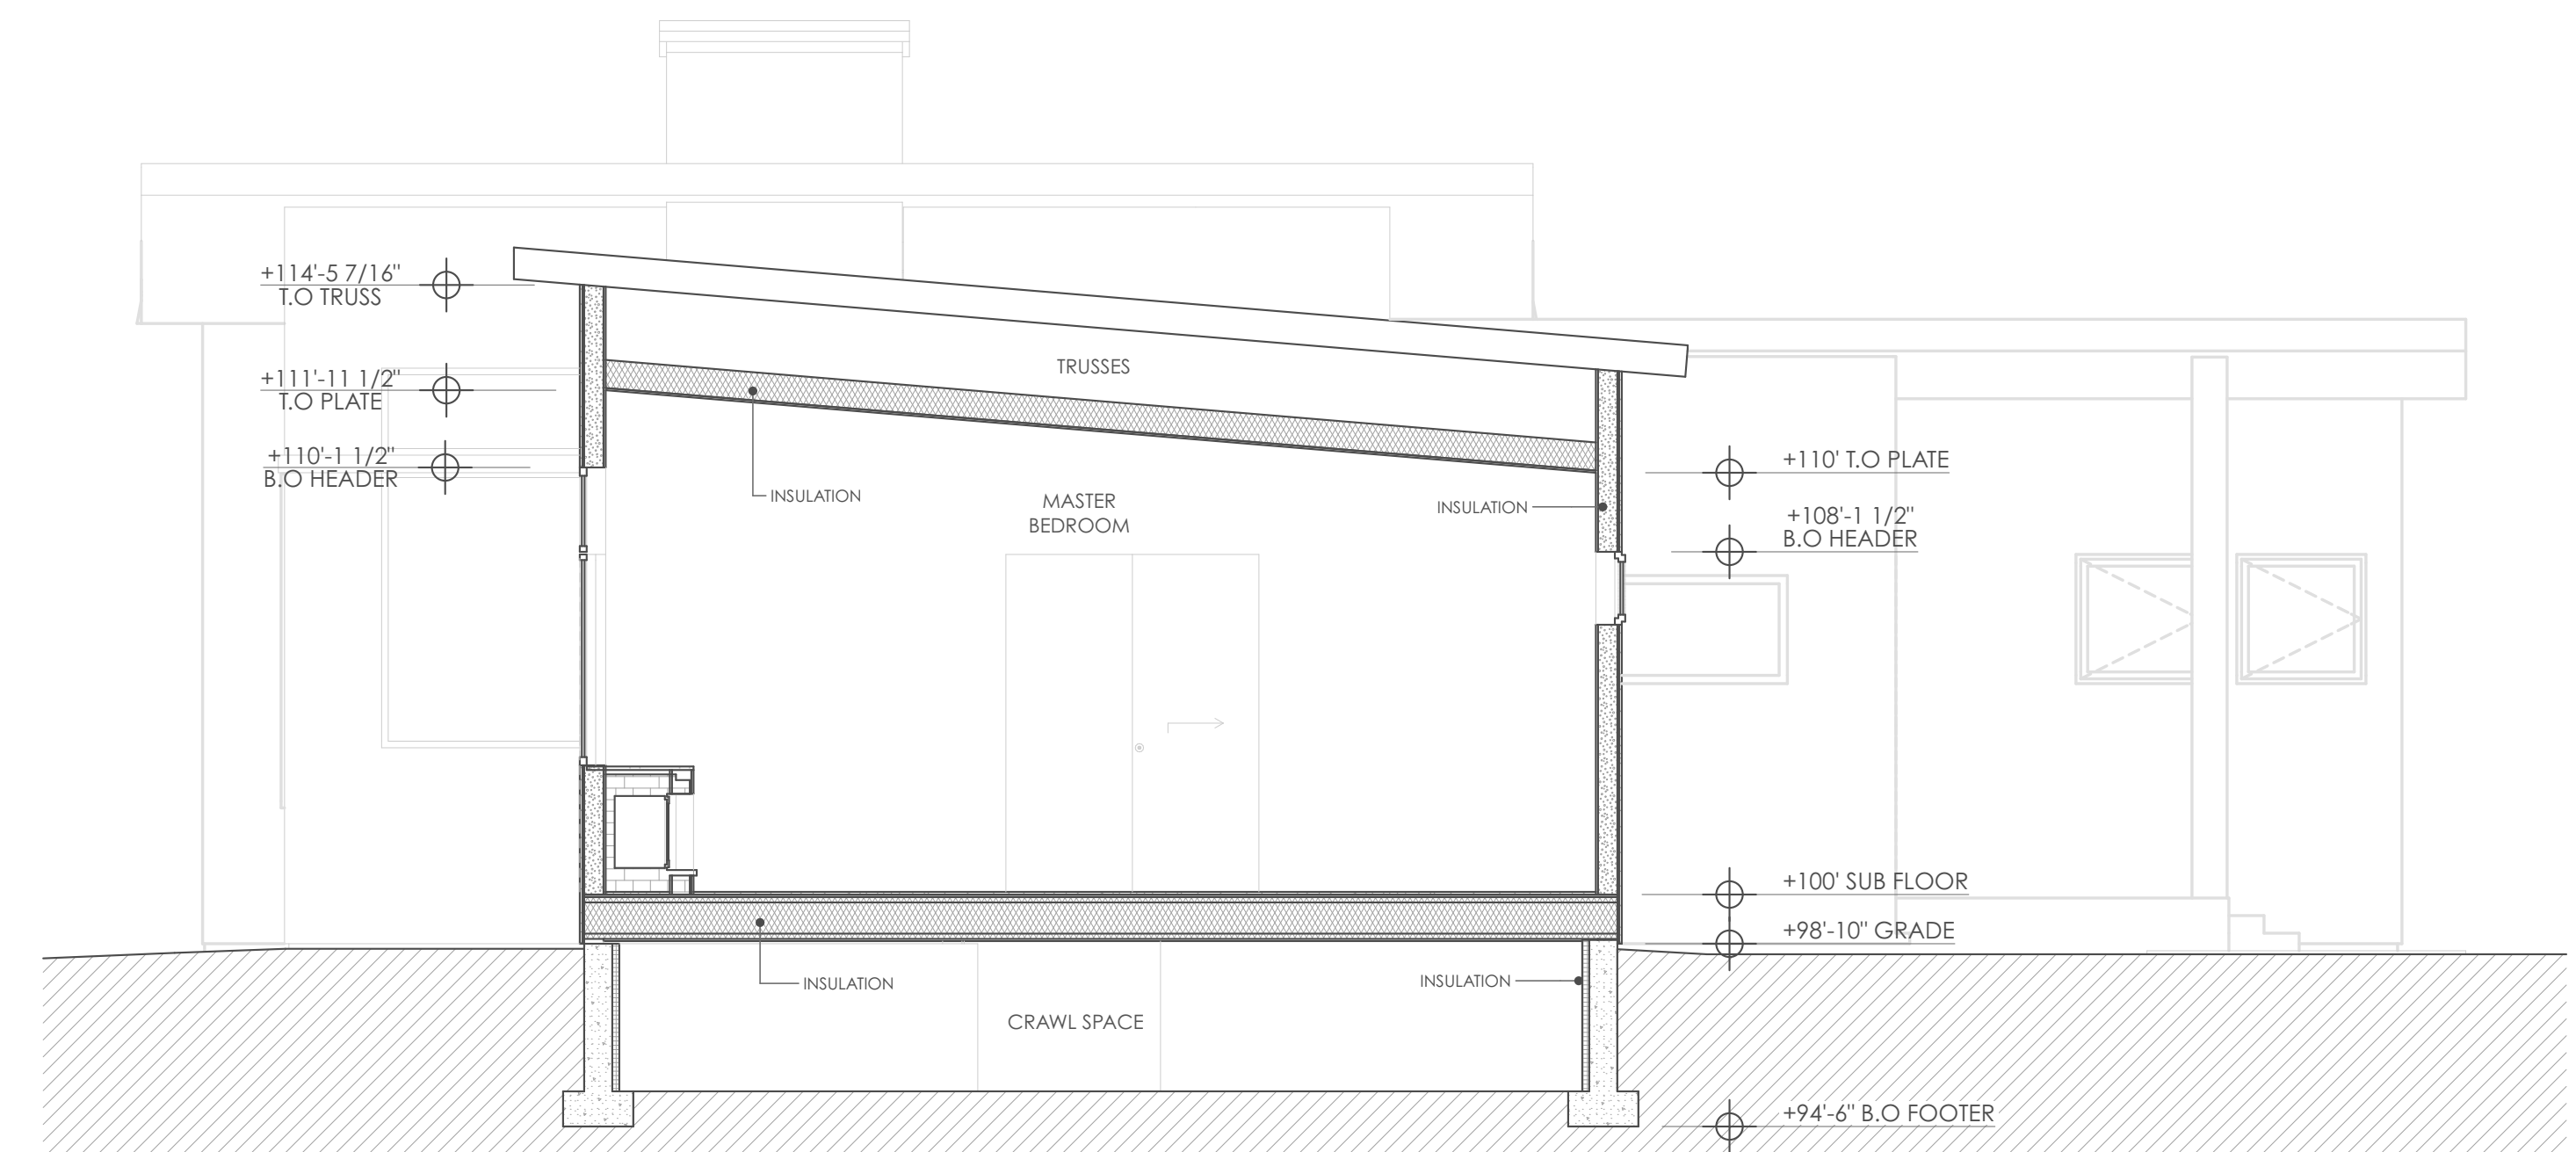 +114'-5 7/16"
T.O TRUSS
+111'-11 1/2"
T.O PLATE
+110'-1 1/2"
B.O HEADER
TRUSSES
INSULATION
MASTER
BEDROOM
INSULATION
+110' T.O PLATE
+108'-1 1/2"
B.O HEADER
+100' SUB FLOOR
+98'-10" GRADE
INSULATION
INSULATION
CRAWL SPACE
+94'-6" B.O FOOTER